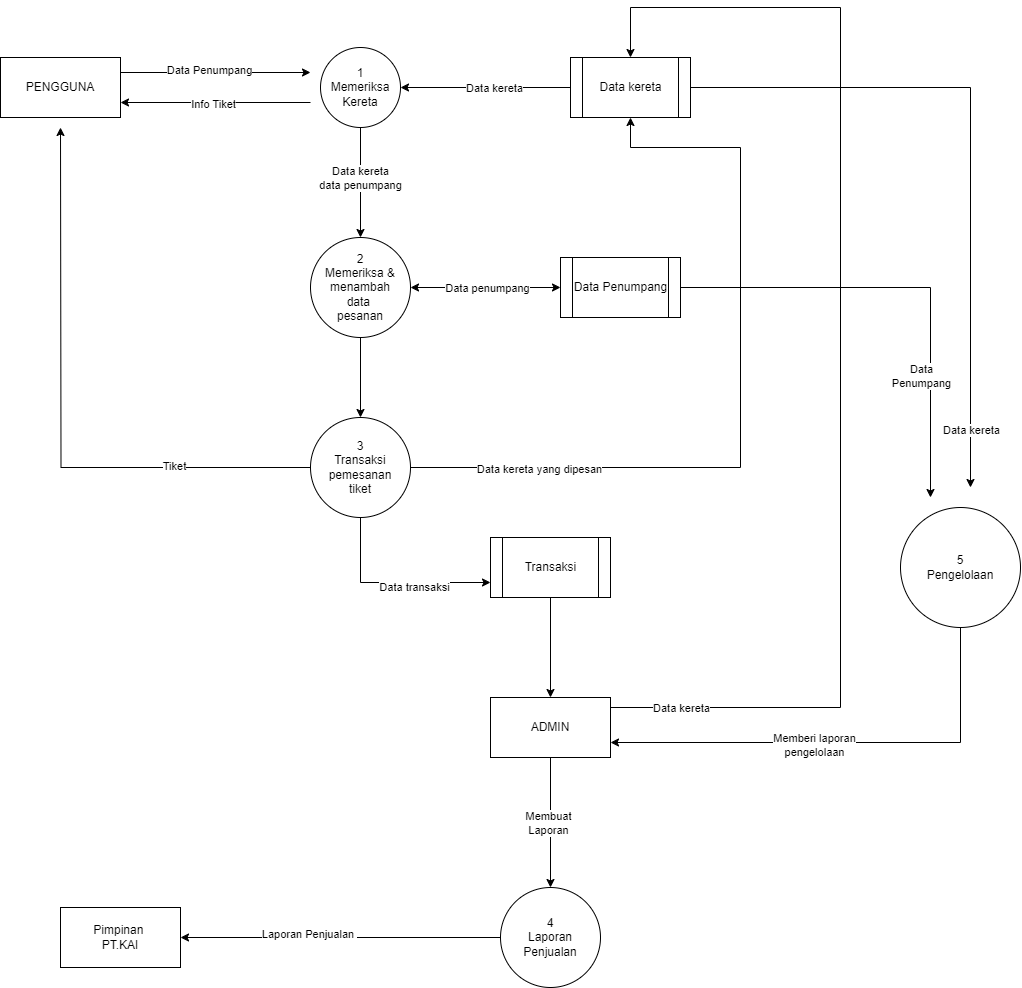 PENGGUNA
Data Penumpang
Info Tiket
1
Memeriksa
Kereta
Data kereta
Data kereta
Data kereta
data penumpang
2
Memeriksa &
menambah
data
pesanan
Data penumpang
Data Penumpang
Data
Penumpang
Data kereta
3
Transaksi
pemesanan
tiket
Tiket
Data kereta yang dipesan
Data transaksi
Transaksi
5
Pengelolaan
ADMIN
Data kereta
Memberi laporan
pengelolaan
Membuat
Laporan
4
Laporan
Penjualan
Laporan Penjualan
Pimpinan
PT.KAI